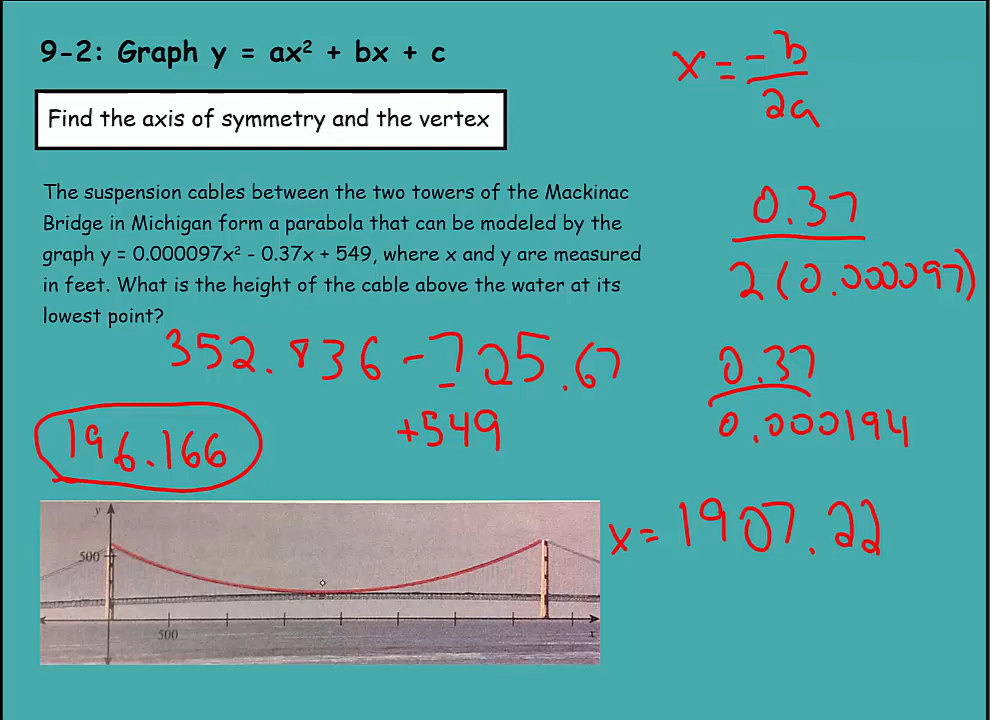 9-2: Graph y = ax² + bx + c
x = -b
2a
Find the axis of symmetry and the vertex
The suspension cables between the two towers of the Mackinac
Bridge in Michigan form a parabola that can be modeled by the
graph y = 0.000097x² - 0.37x + 549, where x and y are measured
in feet. What is the height of the cable above the water at its
lowest point?
0.37
2(0.000097)
352.836 - 725.67
+549
196.166
0.37
0.000194
x = 1907.22
y
500
500
x